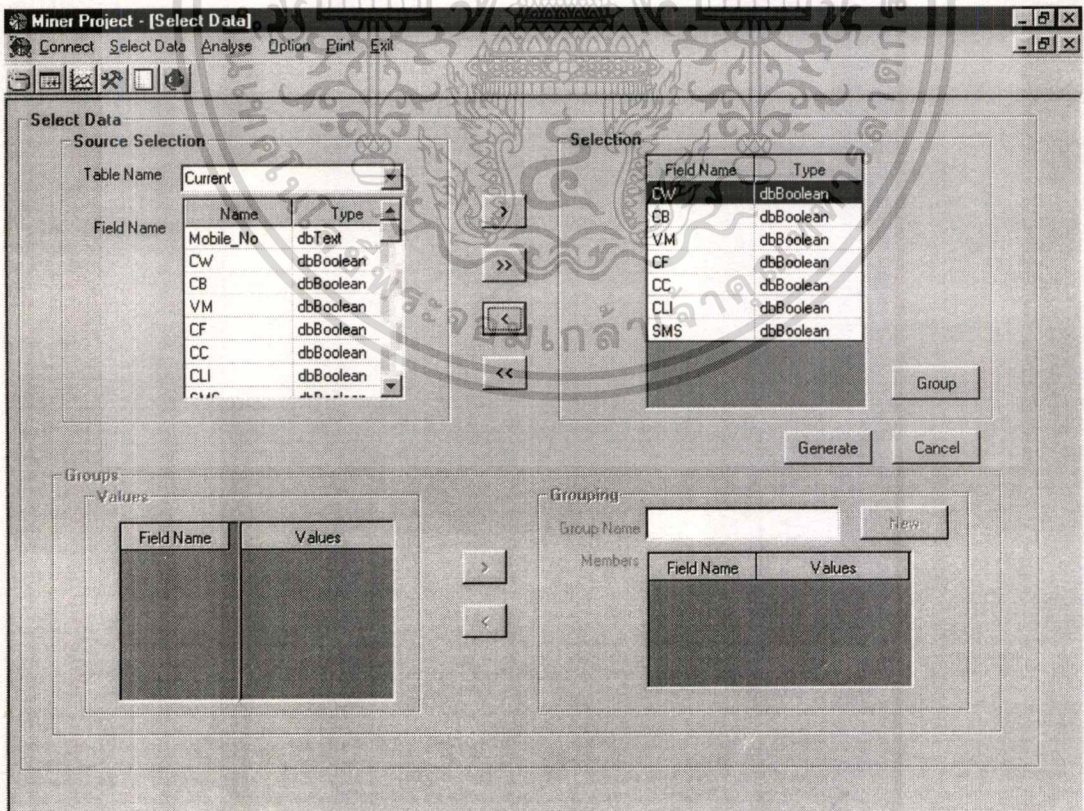 Miner Project - [Select Data]
Connect Select Data Analyse Option Print Exit
Select Data
Source Selection
Table Name Current
Field Name
Name Type
Mobile_No dbText
CW dbBoolean
CB dbBoolean
VM dbBoolean
CF dbBoolean
CC dbBoolean
CLI dbBoolean
SMS dbBoolean
>
>>
<
<<
Selection
Field Name Type
CW dbBoolean
CB dbBoolean
VM dbBoolean
CF dbBoolean
CC dbBoolean
CLI dbBoolean
SMS dbBoolean
Group
Generate Cancel
Groups
Values
Field Name Values
>
<
Grouping
Group Name New
Members
Field Name Values